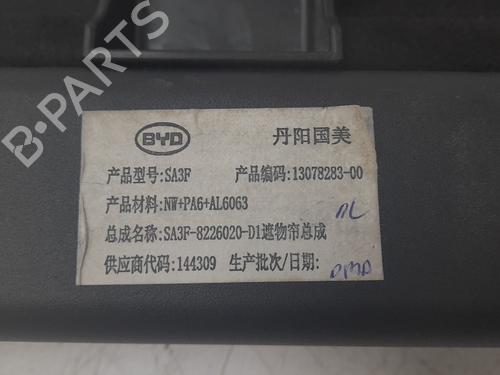 BYD 丹阳国美
产品型号:SA3F 产品编码:13078283-00
产品材料:NW+PA6+AL6063
总成名称:SA3F-8226020-D1遮物帘总成
供应商代码:144309 生产批次/日期:
B-PARTS